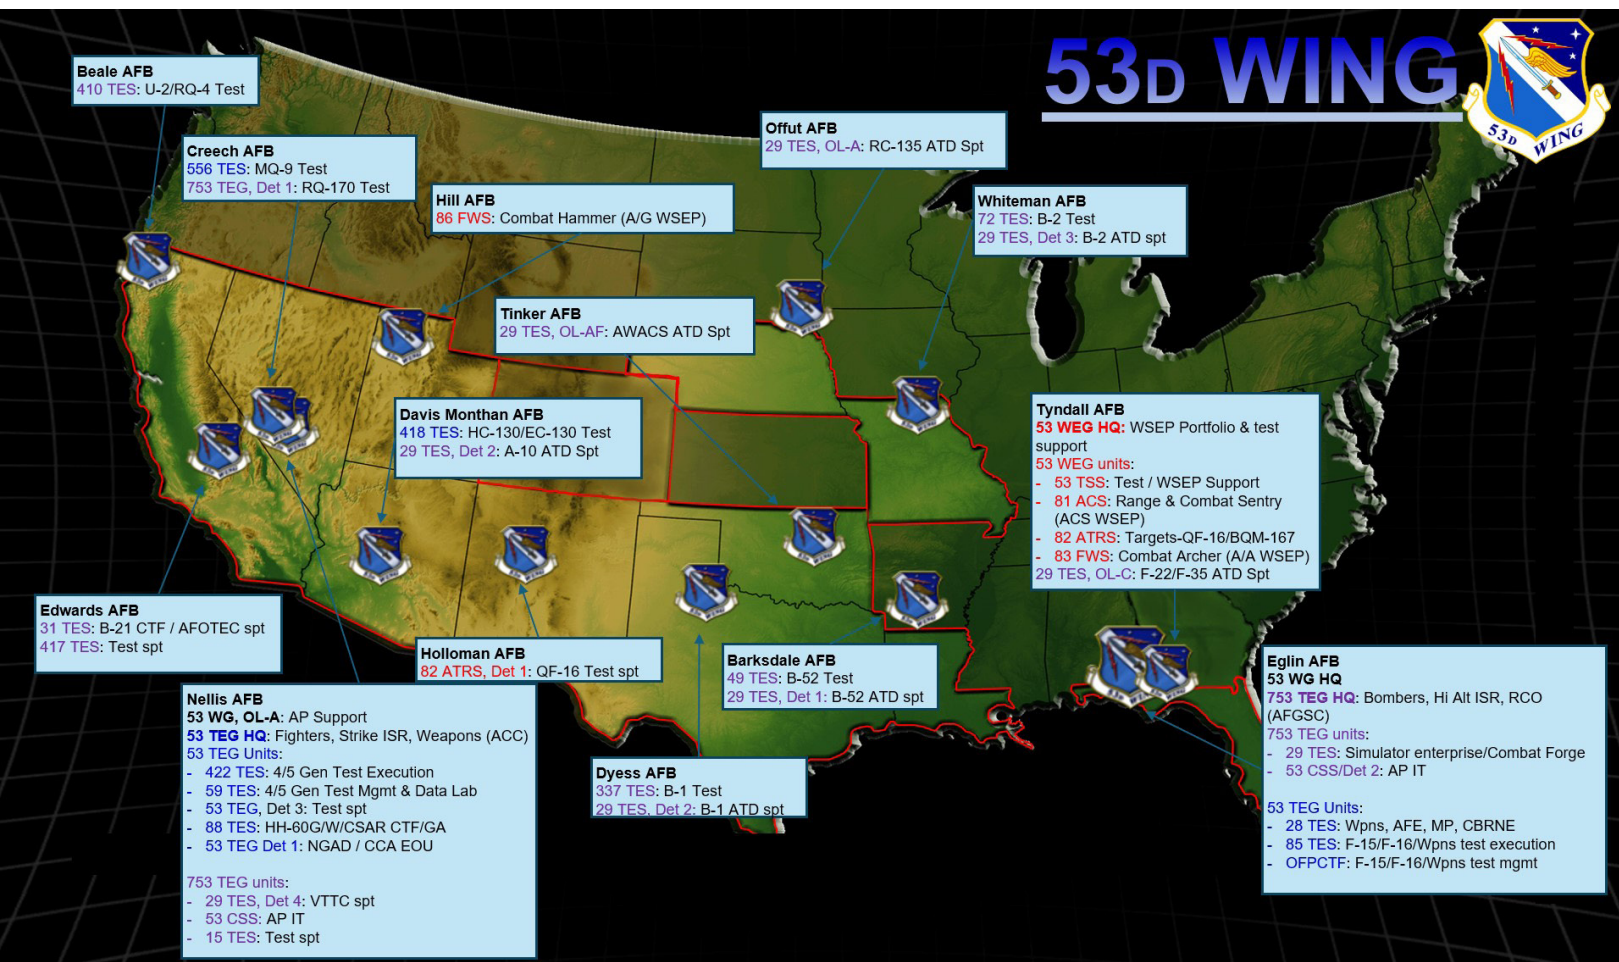 53D WING
53D WING
Beale AFB
410 TES: U-2/RQ-4 Test
Creech AFB
556 TES: MQ-9 Test
753 TEG, Det 1: RQ-170 Test
Hill AFB
86 FWS: Combat Hammer (A/G WSEP)
Offut AFB
29 TES, OL-A: RC-135 ATD Spt
Whiteman AFB
72 TES: B-2 Test
29 TES, Det 3: B-2 ATD spt
Tinker AFB
29 TES, OL-AF: AWACS ATD Spt
Davis Monthan AFB
418 TES: HC-130/EC-130 Test
29 TES, Det 2: A-10 ATD Spt
Tyndall AFB
53 WEG HQ: WSEP Portfolio & test
support
53 WEG units:
- 53 TSS: Test / WSEP Support
- 81 ACS: Range & Combat Sentry
(ACS WSEP)
- 82 ATRS: Targets-QF-16/BQM-167
- 83 FWS: Combat Archer (A/A WSEP)
29 TES, OL-C: F-22/F-35 ATD Spt
Edwards AFB
31 TES: B-21 CTF / AFOTEC spt
417 TES: Test spt
Holloman AFB
82 ATRS, Det 1: QF-16 Test spt
Barksdale AFB
49 TES: B-52 Test
29 TES, Det 1: B-52 ATD spt
Eglin AFB
53 WG HQ
753 TEG HQ: Bombers, Hi Alt ISR, RCO
(AFGSC)
753 TEG units:
- 29 TES: Simulator enterprise/Combat Forge
- 53 CSS/Det 2: AP IT
53 TEG Units:
- 28 TES: Wpns, AFE, MP, CBRNE
- 85 TES: F-15/F-16/Wpns test execution
- OFPCTF: F-15/F-16/Wpns test mgmt
Nellis AFB
53 WG, OL-A: AP Support
53 TEG HQ: Fighters, Strike ISR, Weapons (ACC)
53 TEG Units:
- 422 TES: 4/5 Gen Test Execution
- 59 TES: 4/5 Gen Test Mgmt & Data Lab
- 53 TEG, Det 3: Test spt
- 88 TES: HH-60G/W/CSAR CTF/GA
- 53 TEG Det 1: NGAD / CCA EOU
753 TEG units:
- 29 TES, Det 4: VTTC spt
- 53 CSS: AP IT
- 15 TES: Test spt
Dyess AFB
337 TES: B-1 Test
29 TES, Det 2: B-1 ATD spt